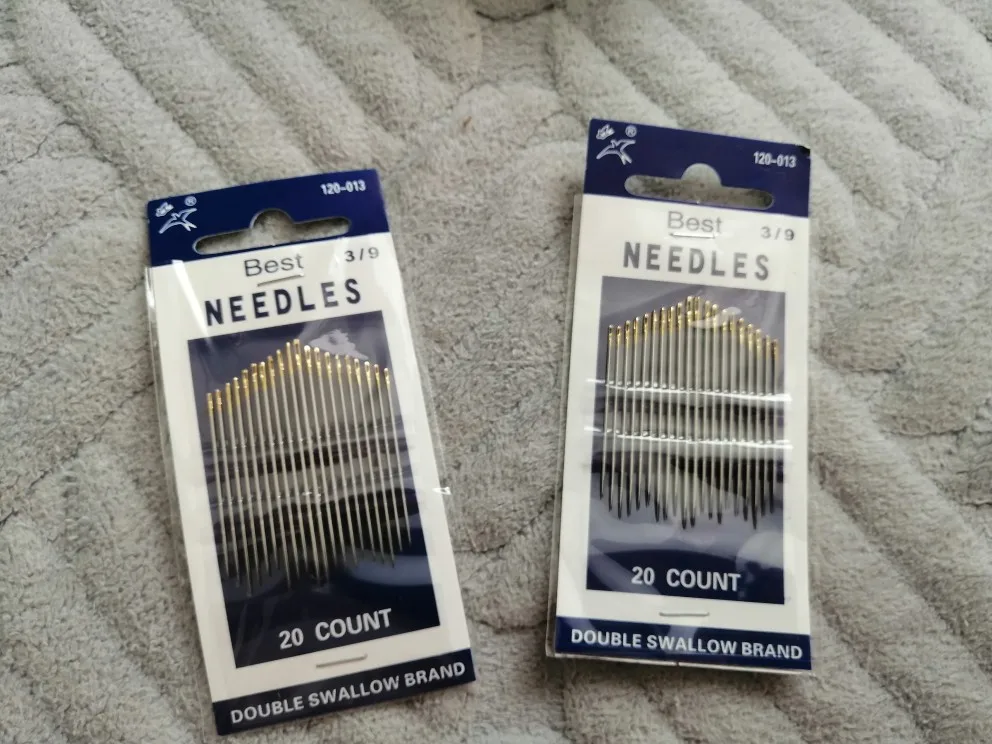 120-013
®
Best
3/9
NEEDLES
20 COUNT
DOUBLE SWALLOW BRAND
®
120-013
Best
3/9
NEEDLES
20 COUNT
DOUBLE SWALLOW BRAND